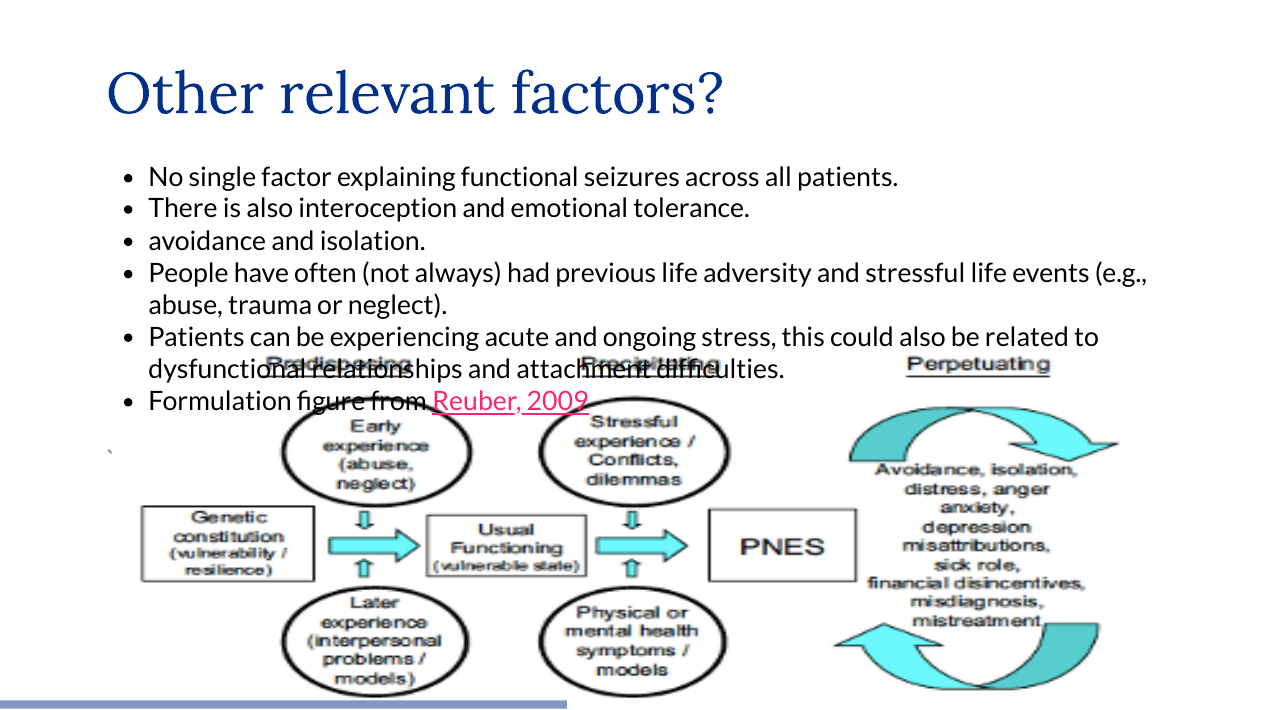 Other relevant factors?
• No single factor explaining functional seizures across all patients.
• There is also interoception and emotional tolerance.
• avoidance and isolation.
• People have often (not always) had previous life adversity and stressful life events (e.g.,
abuse, trauma or neglect).
• Patients can be experiencing acute and ongoing stress, this could also be related to
dysfunctional relationships and attachment difficulties.
• Formulation figure from Reuber, 2009
`
Predisposing
Precipitating
Perpetuating
Early
experience
(abuse,
neglect)
Stressful
experience /
Conflicts,
dilemmas
Genetic
constitution
(vulnerability /
resilience)
Usual
Functioning
(vulnerable state)
PNES
Later
experience
(interpersonal
problems /
models)
Physical or
mental health
symptoms /
models
Avoidance, isolation,
distress, anger
anxiety,
depression
misattributions,
sick role,
financial disincentives,
misdiagnosis,
mistreatment